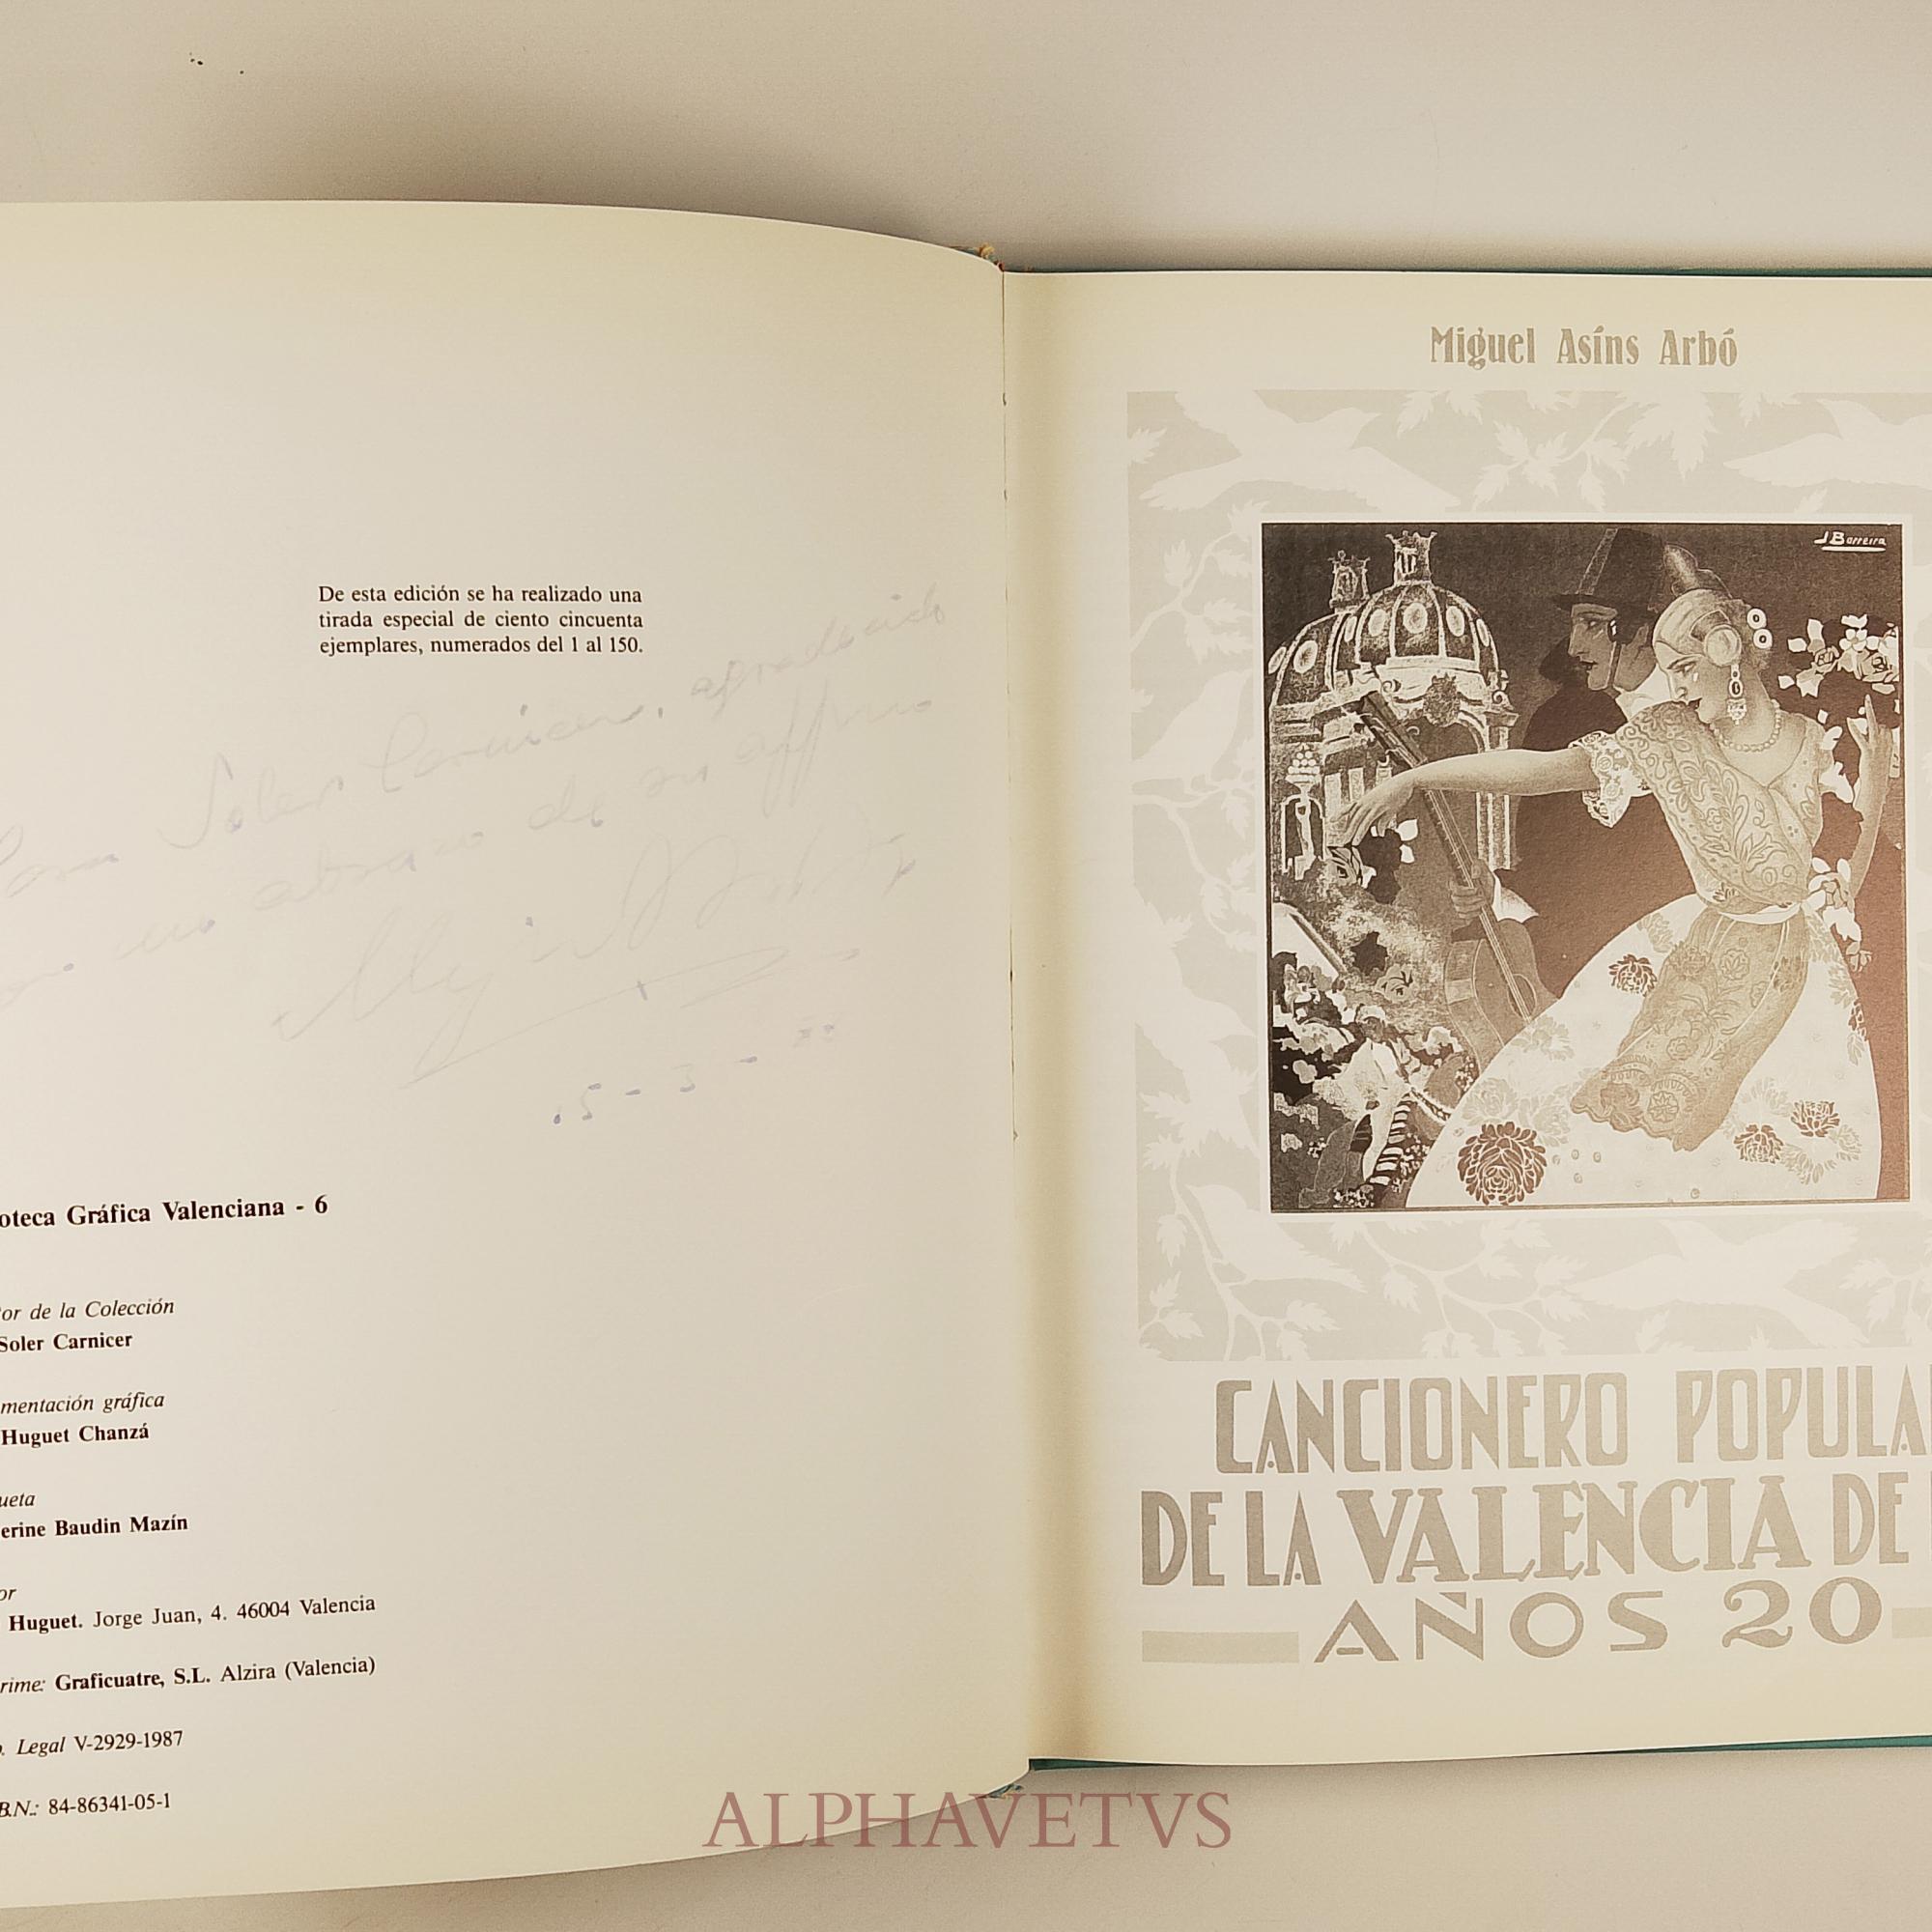 De esta edición se ha realizado una
tirada especial de ciento cincuenta
ejemplares, numerados del 1 al 150.
Soler Carnicer, agradecido
un abrazo de su affmo
oteca Gráfica Valenciana - 6
or de la Colección
Soler Carnicer
mentación gráfica
Huguet Chanzá
ueta
erine Baudin Mazín
or
Huguet. Jorge Juan, 4. 46004 Valencia
rime: Graficuatre, S.L. Alzira (Valencia)
. Legal V-2929-1987
B.N.: 84-86341-05-1
Miguel Asíns Arbó
J Barreira
CANCIONERO POPULA
DE LA VALENCIA DE
AÑOS 20
ALPHAVETVS